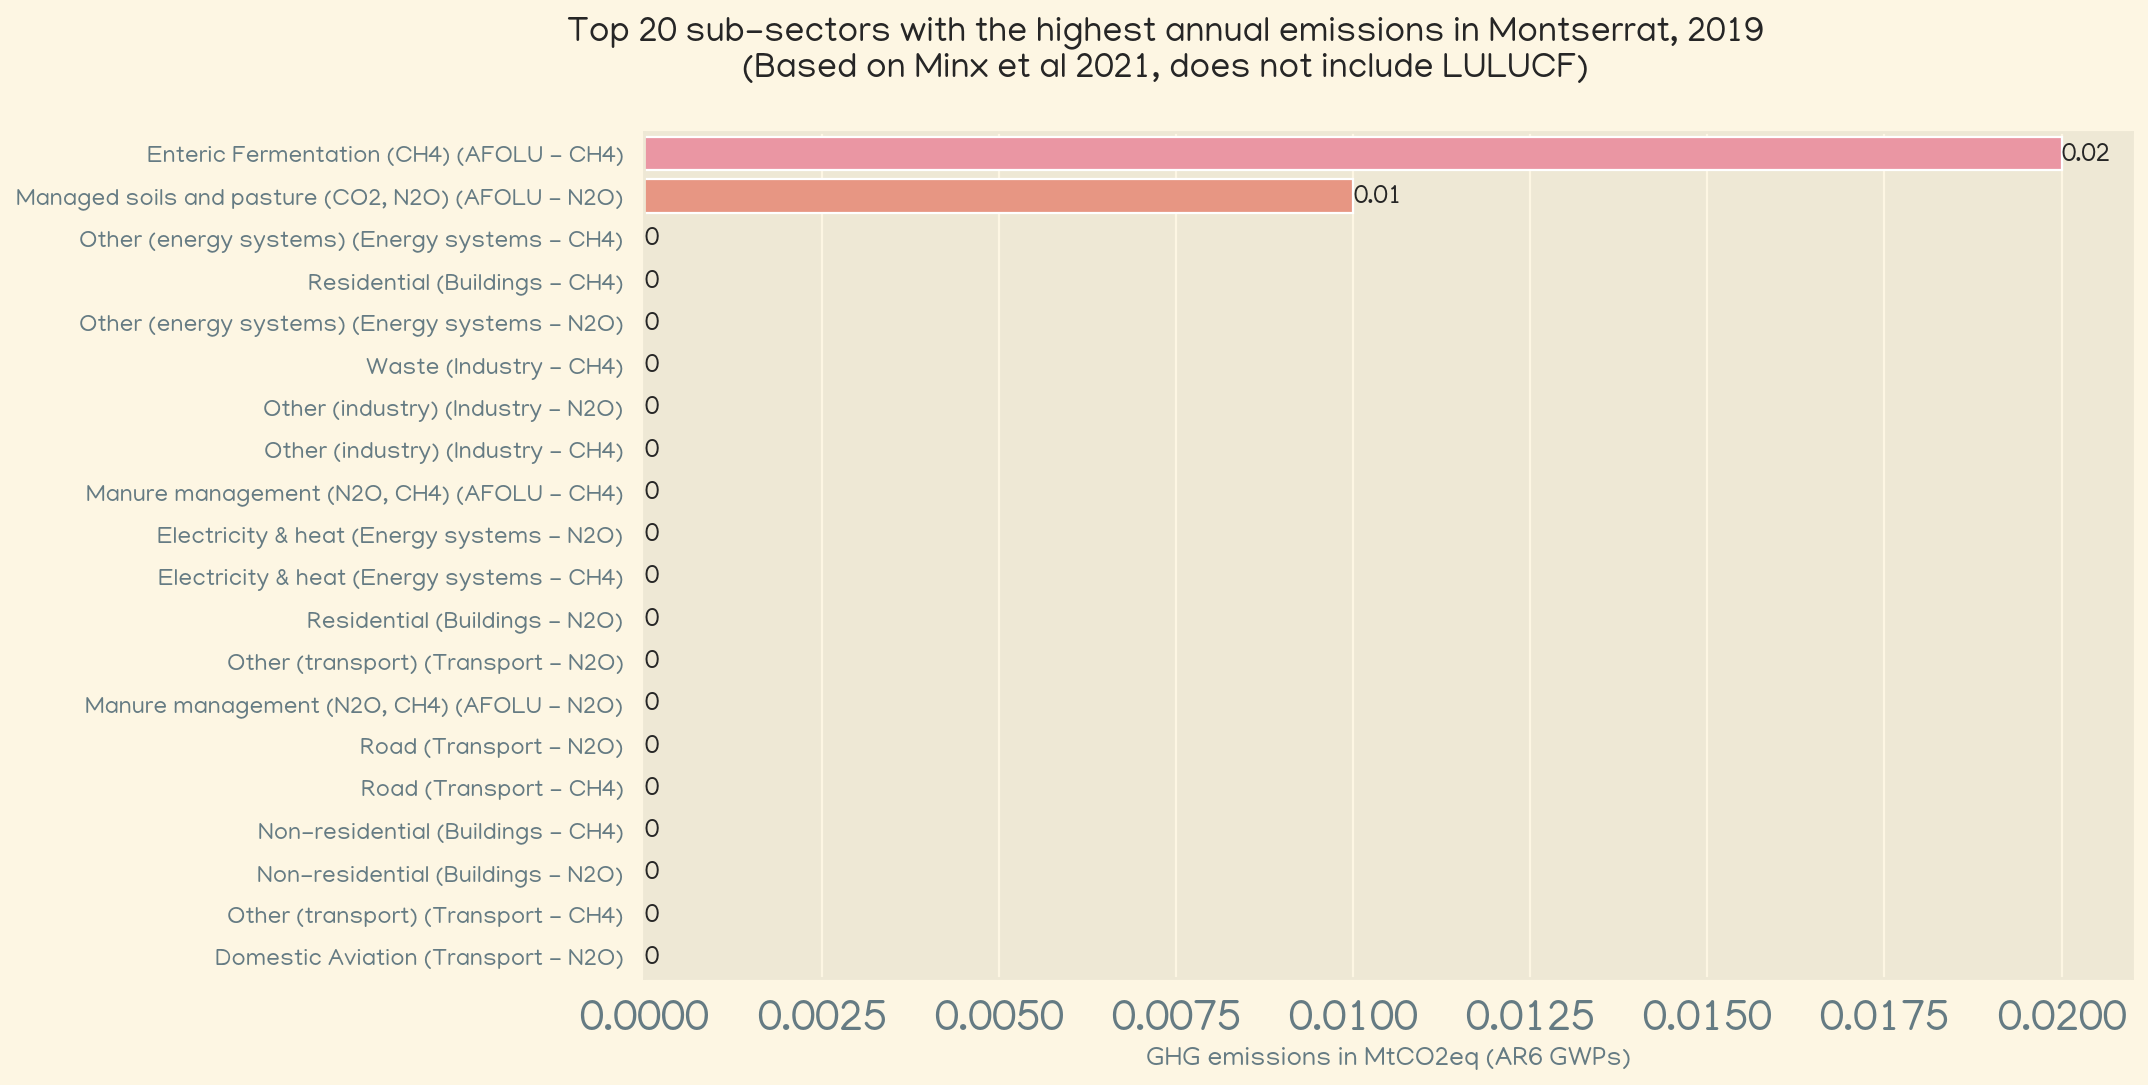 Top 20 sub-sectors with the highest annual emissions in Montserrat, 2019
(Based on Minx et al 2021, does not include LULUCF)
Enteric Fermentation (CH4) (AFOLU - CH4) 0.02
Managed soils and pasture (CO2, N2O) (AFOLU - N2O) 0.01
Other (energy systems) (Energy systems - CH4) 0
Residential (Buildings - CH4) 0
Other (energy systems) (Energy systems - N2O) 0
Waste (Industry - CH4) 0
Other (industry) (Industry - N2O) 0
Other (industry) (Industry - CH4) 0
Manure management (N2O, CH4) (AFOLU - CH4) 0
Electricity & heat (Energy systems - N2O) 0
Electricity & heat (Energy systems - CH4) 0
Residential (Buildings - N2O) 0
Other (transport) (Transport - N2O) 0
Manure management (N2O, CH4) (AFOLU - N2O) 0
Road (Transport - N2O) 0
Road (Transport - CH4) 0
Non-residential (Buildings - CH4) 0
Non-residential (Buildings - N2O) 0
Other (transport) (Transport - CH4) 0
Domestic Aviation (Transport - N2O) 0
0.0000 0.0025 0.0050 0.0075 0.0100 0.0125 0.0150 0.0175 0.0200
GHG emissions in MtCO2eq (AR6 GWPs)